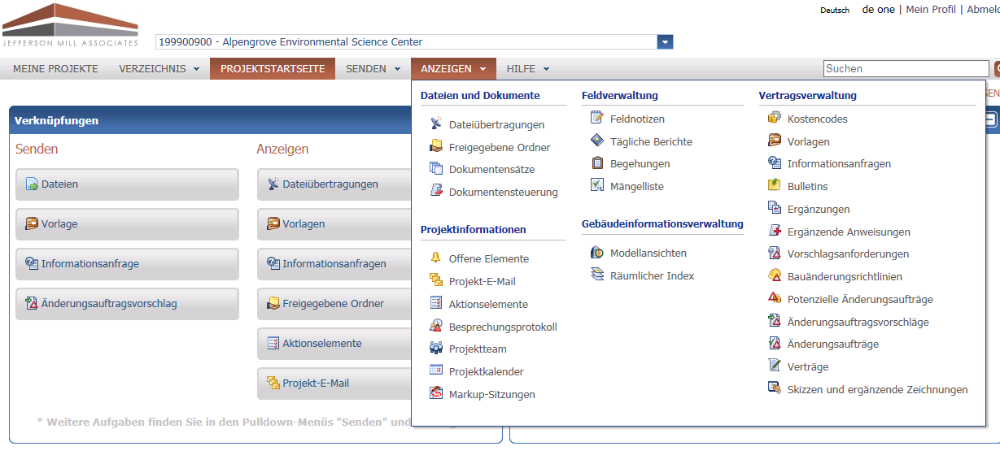 JEFFERSON MILL ASSOCIATES
Deutsch de one | Mein Profil |
199900900 - Alpengrove Environmental Science Center
MEINE PROJEKTE VERZEICHNIS PROJEKTSTARTSEITE SENDEN ANZEIGEN HILFE Suchen
Verknüpfungen
Senden
Dateien
Vorlage
Informationsanfrage
Änderungsauftragsvorschlag
Anzeigen
Dateiübertragungen
Vorlagen
Informationsanfragen
Freigegebene Ordner
Aktionselemente
Projekt-E-Mail
* Weitere Aufgaben finden Sie in den Pulldown-Menüs "Senden" und
Dateien und Dokumente
Dateiübertragungen
Freigegebene Ordner
Dokumentensätze
Dokumentensteuerung
Projektinformationen
Offene Elemente
Projekt-E-Mail
Aktionselemente
Besprechungsprotokoll
Projektteam
Projektkalender
Markup-Sitzungen
Feldverwaltung
Feldnotizen
Tägliche Berichte
Begehungen
Mängelliste
Gebäudeinformationsverwaltung
Modellansichten
Räumlicher Index
Vertragsverwaltung
Kostencodes
Vorlagen
Informationsanfragen
Bulletins
Ergänzungen
Ergänzende Anweisungen
Vorschlagsanforderungen
Bauänderungsrichtlinien
Potenzielle Änderungsaufträge
Änderungsauftragsvorschläge
Änderungsaufträge
Verträge
Skizzen und ergänzende Zeichnungen